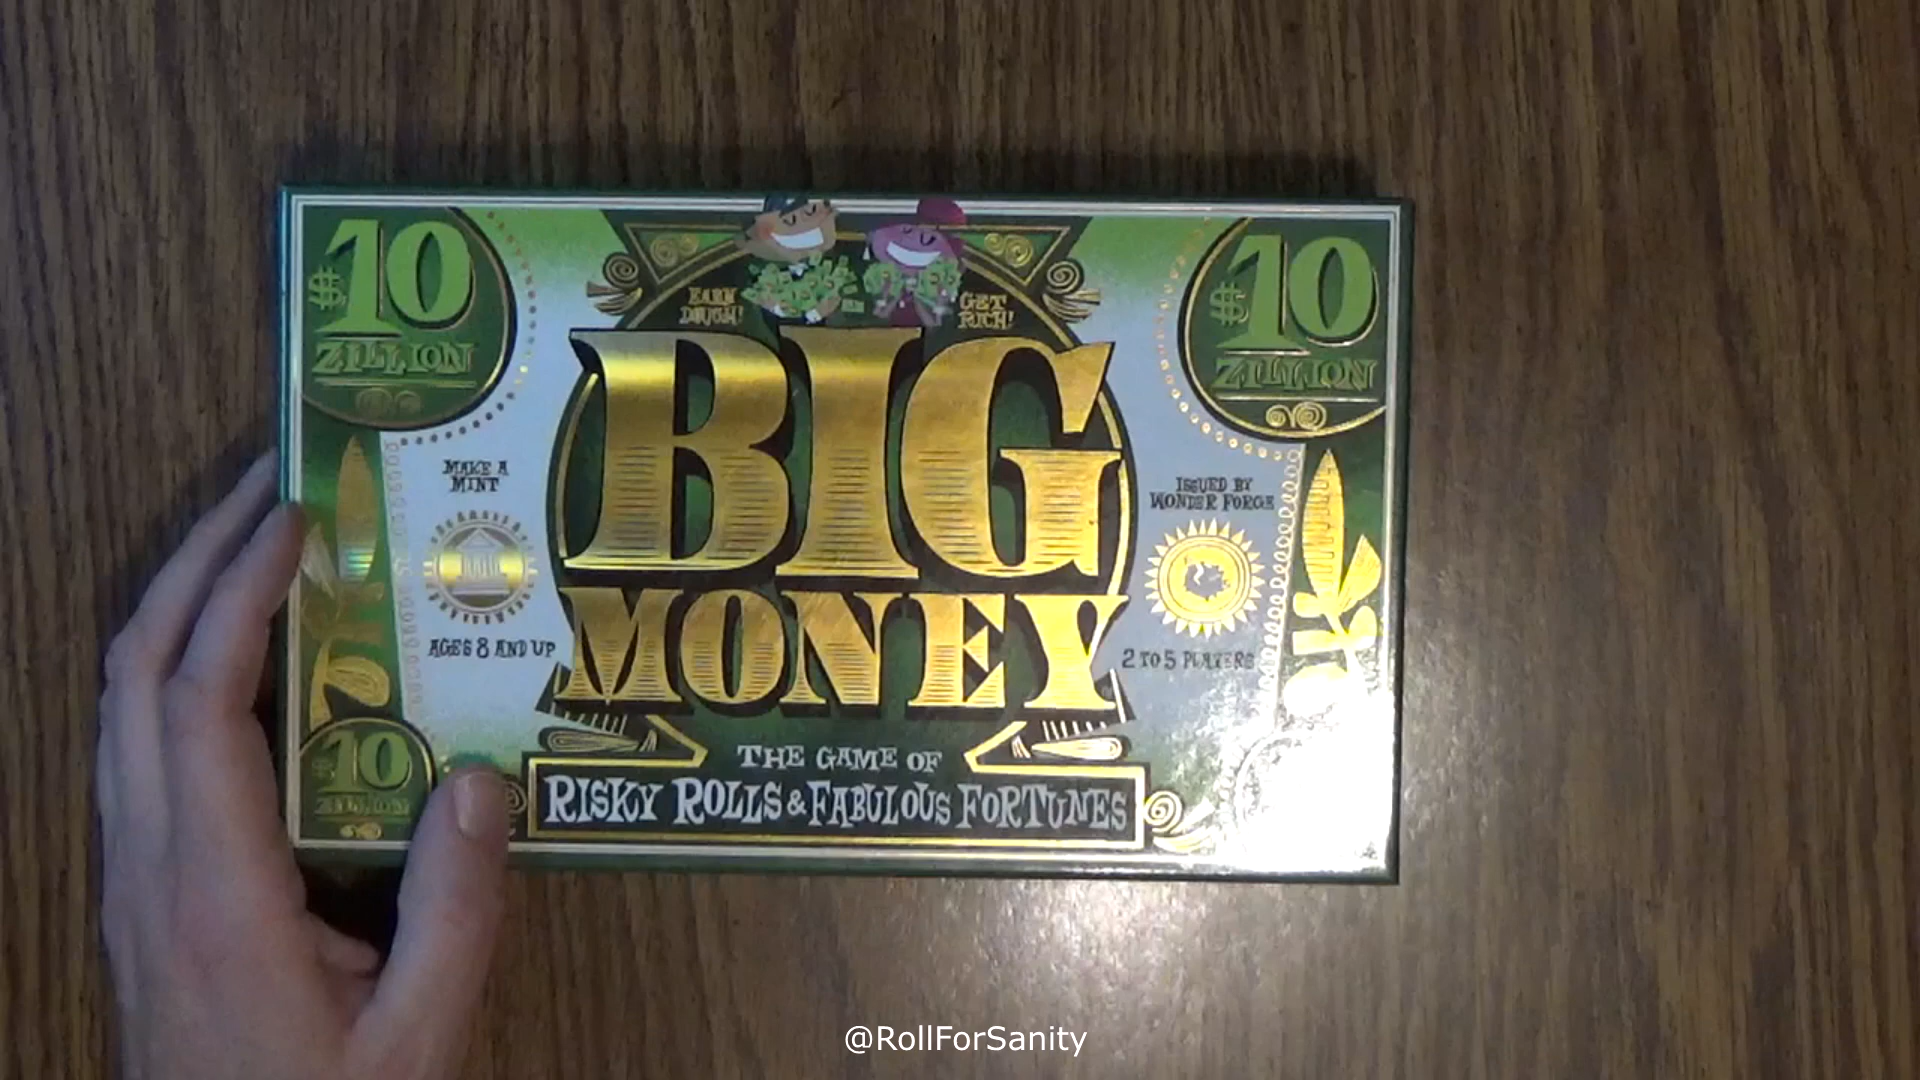 $10
ZILLION
$10
ZILLION
EARN
DOUGH!
GET
RICH!
BIG
MONEY
MAKE A
MINT
AGES 8 AND UP
ISSUED BY
WONDER FORGE
2 TO 5 PLAYERS
$10
ZILLION
THE GAME OF
RISKY ROLLS & FABULOUS FORTUNES
@RollForSanity